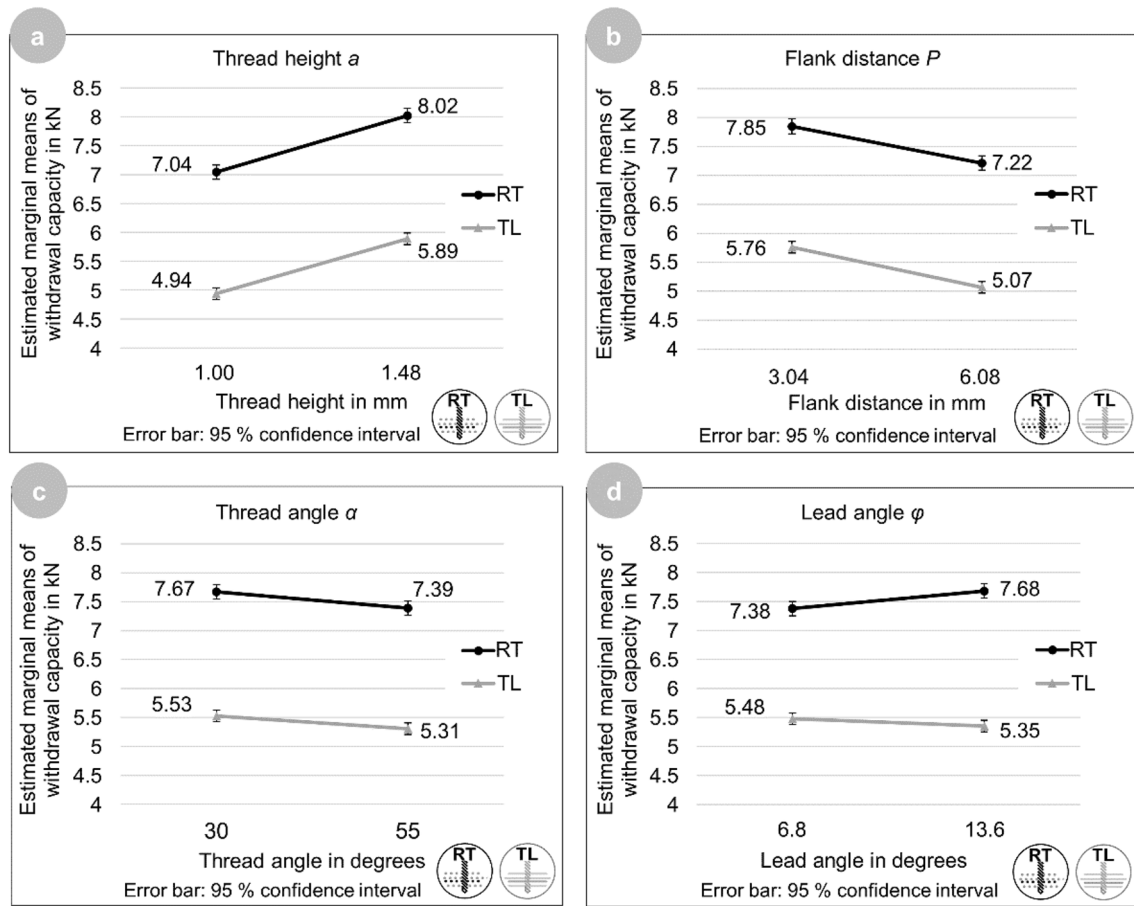 a
Thread height a
Estimated marginal means of
withdrawal capacity in kN
8.5
8
7.5
7
6.5
6
5.5
5
4.5
4
7.04
8.02
4.94
5.89
RT
TL
1.00
1.48
Thread height in mm
Error bar: 95 % confidence interval
RT
TL
b
Flank distance P
Estimated marginal means of
withdrawal capacity in kN
8.5
8
7.5
7
6.5
6
5.5
5
4.5
4
7.85
7.22
5.76
5.07
RT
TL
3.04
6.08
Flank distance in mm
Error bar: 95 % confidence interval
RT
TL
c
Thread angle α
Estimated marginal means of
withdrawal capacity in kN
8.5
8
7.5
7
6.5
6
5.5
5
4.5
4
7.67
7.39
5.53
5.31
RT
TL
30
55
Thread angle in degrees
Error bar: 95 % confidence interval
RT
TL
d
Lead angle φ
Estimated marginal means of
withdrawal capacity in kN
8.5
8
7.5
7
6.5
6
5.5
5
4.5
4
7.38
7.68
5.48
5.35
RT
TL
6.8
13.6
Lead angle in degrees
Error bar: 95 % confidence interval
RT
TL